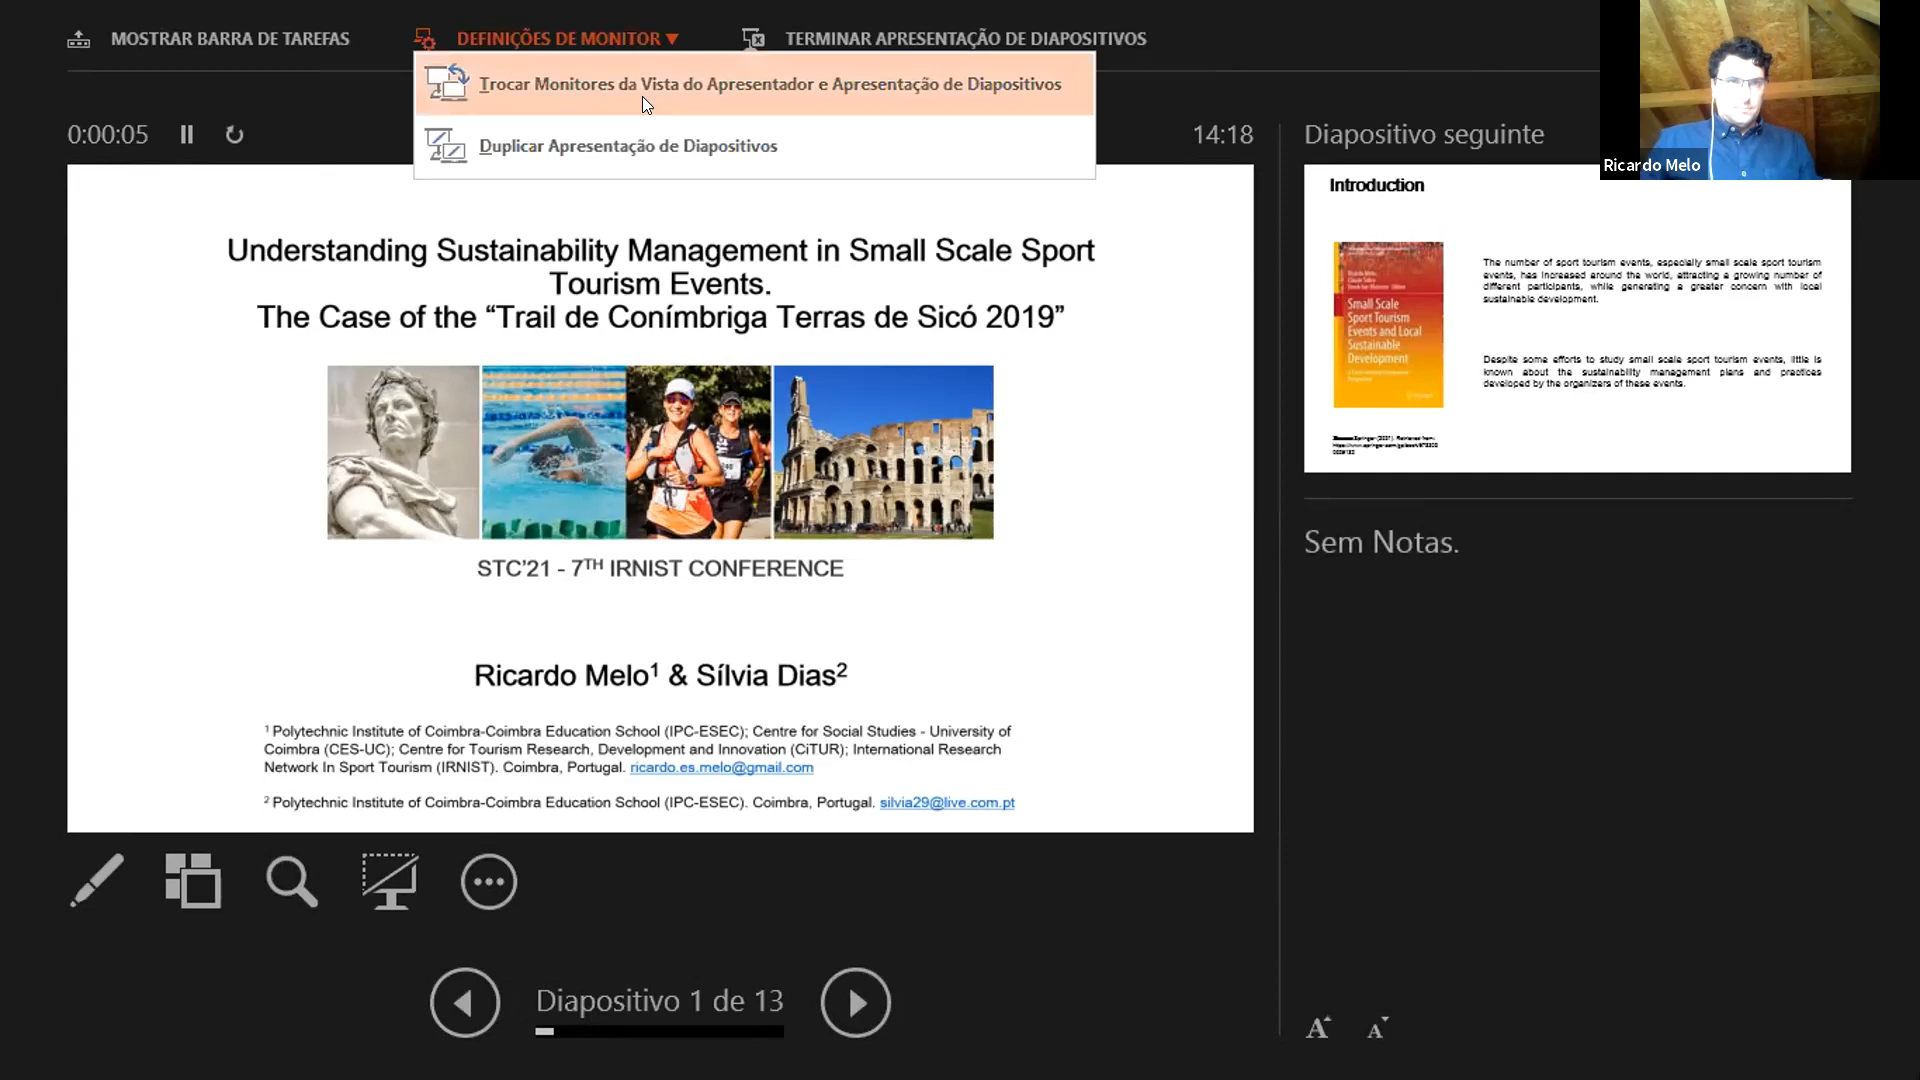 MOSTRAR BARRA DE TAREFAS
DEFINIÇÕES DE MONITOR
TERMINAR APRESENTAÇÃO DE DIAPOSITIVOS
Trocar Monitores da Vista do Apresentador e Apresentação de Diapositivos
Duplicar Apresentação de Diapositivos
0:00:05
14:18
Diapositivo seguinte
Ricardo Melo
Understanding Sustainability Management in Small Scale Sport
Tourism Events.
The Case of the “Trail de Conímbriga Terras de Sicó 2019”
STC’21 - 7TH IRNIST CONFERENCE
Ricardo Melo1 & Sílvia Dias2
1 Polytechnic Institute of Coimbra-Coimbra Education School (IPC-ESEC); Centre for Social Studies - University of
Coimbra (CES-UC); Centre for Tourism Research, Development and Innovation (CiTUR); International Research
Network In Sport Tourism (IRNIST). Coimbra, Portugal. ricardo.es.melo@gmail.com
2 Polytechnic Institute of Coimbra-Coimbra Education School (IPC-ESEC). Coimbra, Portugal. silvia29@live.com.pt
Introduction
Small Scale
Sport Tourism
Events and Local
Sustainable
Development
The number of sport tourism events, especially small scale sport tourism
events, has increased around the world, attracting a growing number of
different participants, while generating a greater concern with local
sustainable development.
Despite some efforts to study small scale sport tourism events, little is
known about the sustainability management plans and practices
developed by the organizers of these events.
Sem Notas.
Diapositivo 1 de 13
A A